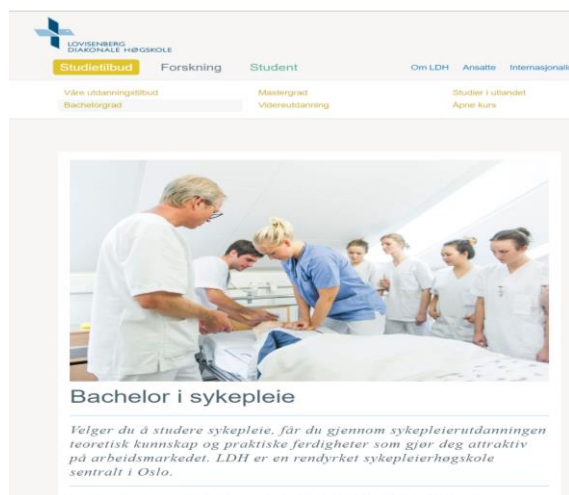 LOVISENBERG
DIAKONALE HØGSKOLE
Studietilbud Forskning Student Om LDH Ansatte
Våre utdanningstilbud Mastergrad Studier i utlandet
Bachelorgrad Videreutdanning Åpne kurs
Bachelor i sykepleie
Velger du å studere sykepleie, får du gjennom sykepleierutdanningen
teoretisk kunnskap og praktiske ferdigheter som gjør deg attraktiv
på arbeidsmarkedet. LDH er en rendyrket sykepleierhøgskole
sentralt i Oslo.